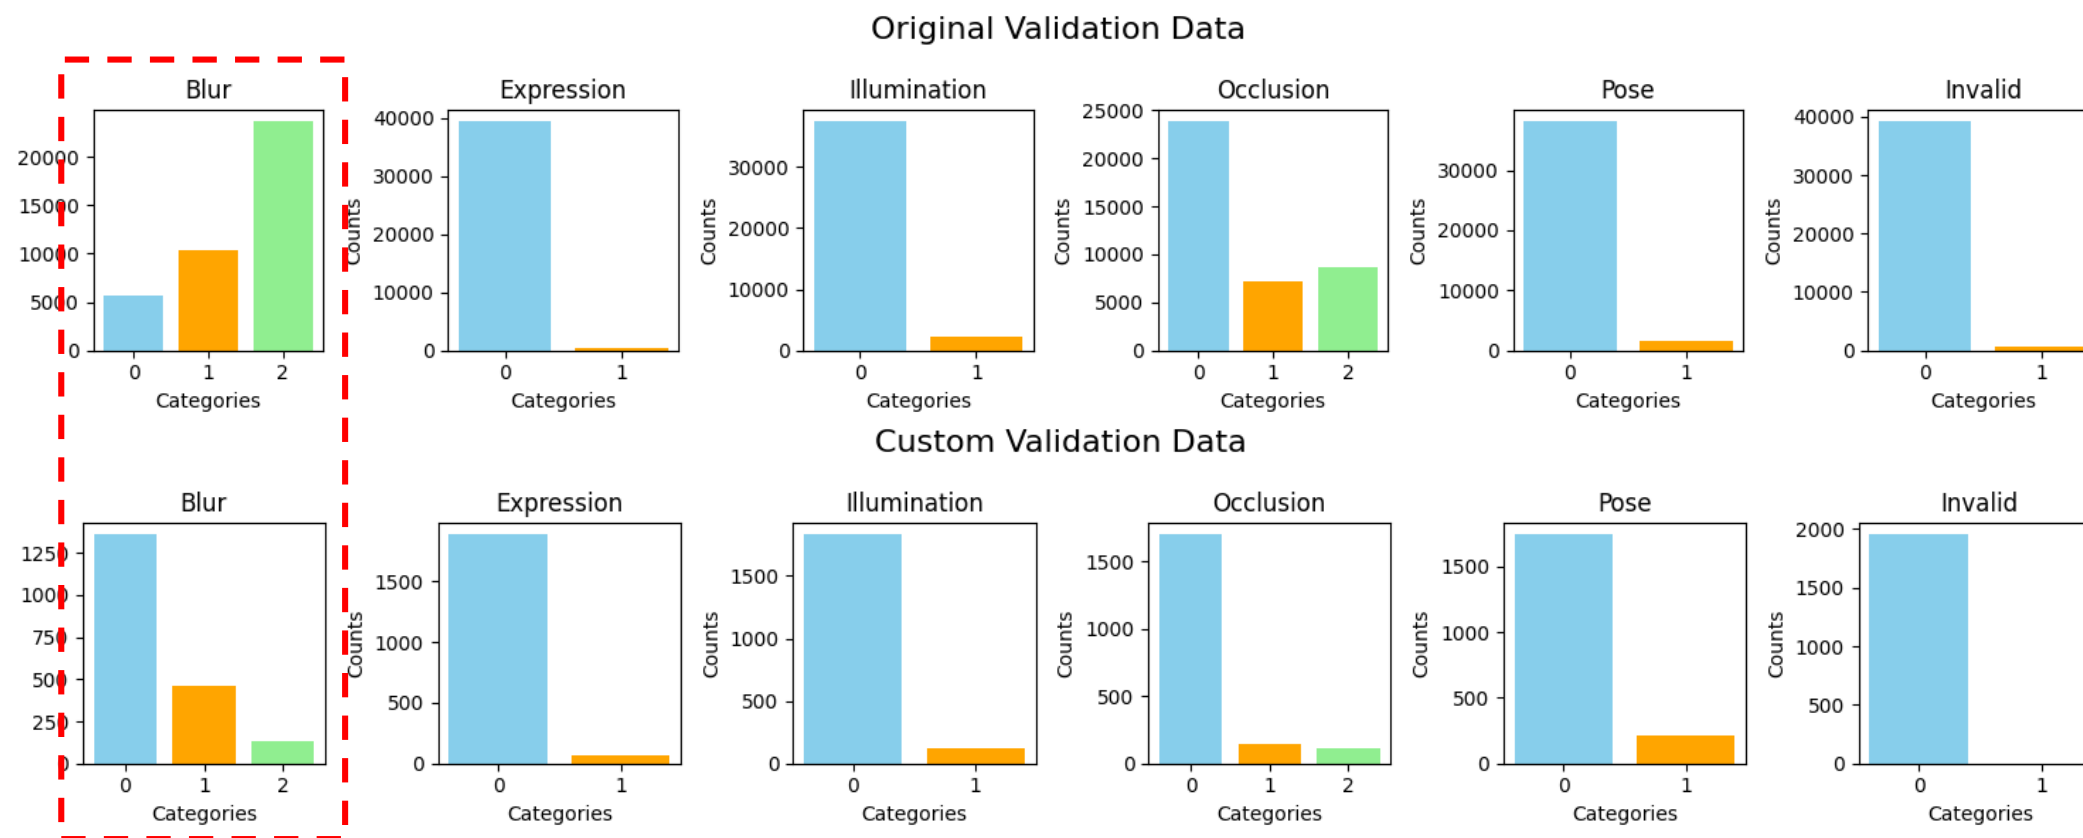 Original Validation Data
Blur
20000
15000
10000
5000
0
0 1 2
Categories
Expression
Counts
40000
30000
20000
10000
0
0 1
Categories
Illumination
Counts
30000
20000
10000
0
0 1
Categories
Occlusion
Counts
25000
20000
15000
10000
5000
0
0 1 2
Categories
Pose
Counts
30000
20000
10000
0
0 1
Categories
Invalid
Counts
40000
30000
20000
10000
0
0 1
Categories
Custom Validation Data
Blur
1250
1000
750
500
250
0
0 1 2
Categories
Expression
Counts
1500
1000
500
0
0 1
Categories
Illumination
Counts
1500
1000
500
0
0 1
Categories
Occlusion
Counts
1500
1000
500
0
0 1 2
Categories
Pose
Counts
1500
1000
500
0
0 1
Categories
Invalid
Counts
2000
1500
1000
500
0
0 1
Categories